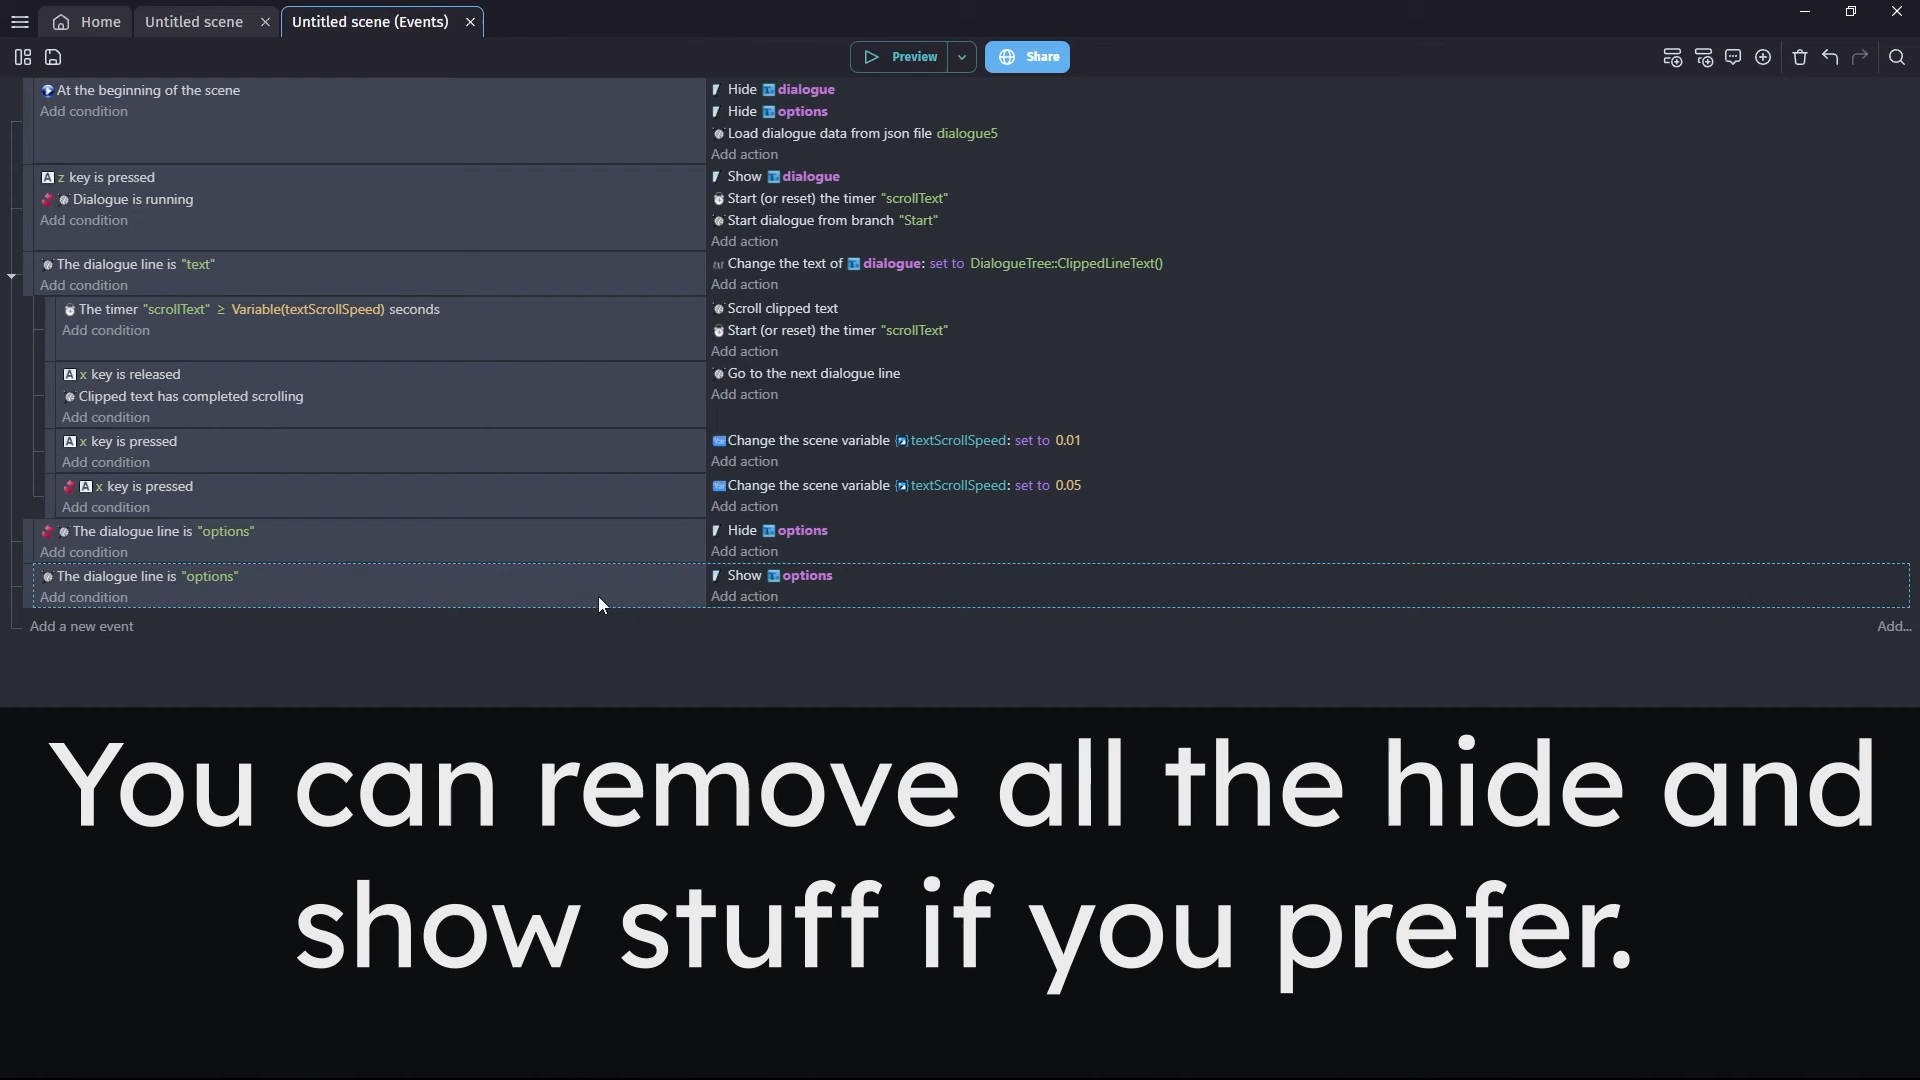 Home
Untitled scene
Untitled scene (Events)
Preview
Share
At the beginning of the scene
Add condition
Hide dialogue
Hide options
Load dialogue data from json file dialogue5
Add action
z key is pressed
Dialogue is running
Add condition
Show dialogue
Start (or reset) the timer "scrollText"
Start dialogue from branch "Start"
Add action
The dialogue line is "text"
Add condition
Change the text of dialogue: set to DialogueTree::ClippedLineText()
Add action
The timer "scrollText" ≥ Variable(textScrollSpeed) seconds
Add condition
Scroll clipped text
Start (or reset) the timer "scrollText"
Add action
x key is released
Clipped text has completed scrolling
Add condition
Go to the next dialogue line
Add action
x key is pressed
Add condition
Change the scene variable textScrollSpeed: set to 0.01
Add action
x key is pressed
Add condition
Change the scene variable textScrollSpeed: set to 0.05
Add action
The dialogue line is "options"
Add condition
Hide options
Add action
The dialogue line is "options"
Add condition
Show options
Add action
Add a new event
Add...
You can remove all the hide and
show stuff if you prefer.